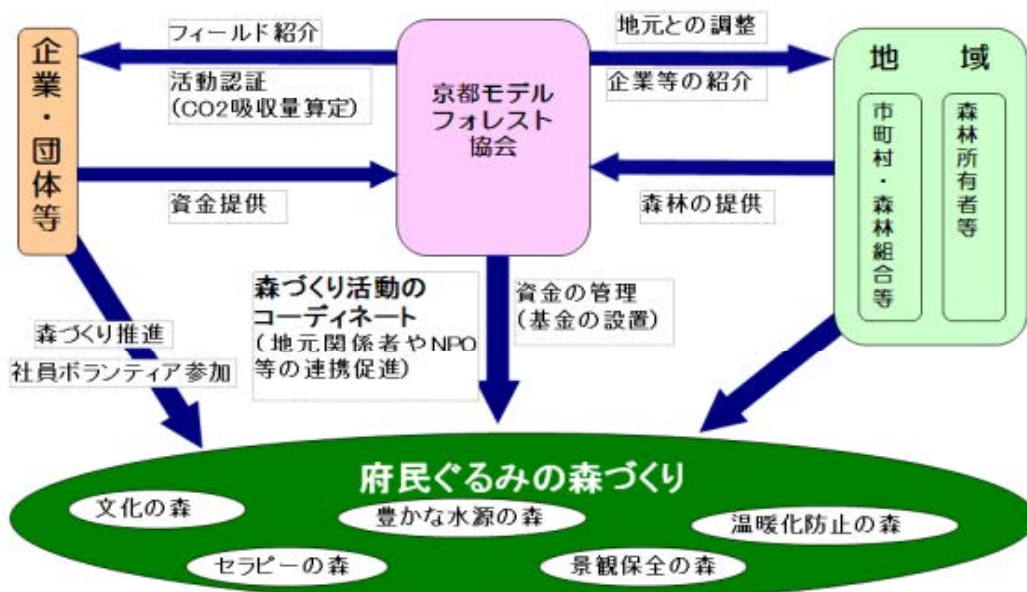 企業・団体等
フィールド紹介
活動認証
(CO2吸収量算定)
資金提供
京都モデル
フォレスト
協会
地元との調整
企業等の紹介
森林の提供
地 域
市町村・森林組合等
森林所有者等
森づくり推進
社員ボランティア参加
森づくり活動の
コーディネート
(地元関係者やNPO
等の連携促進)
資金の管理
(基金の設置)
府民ぐるみの森づくり
文化の森
豊かな水源の森
温暖化防止の森
セラピーの森
景観保全の森